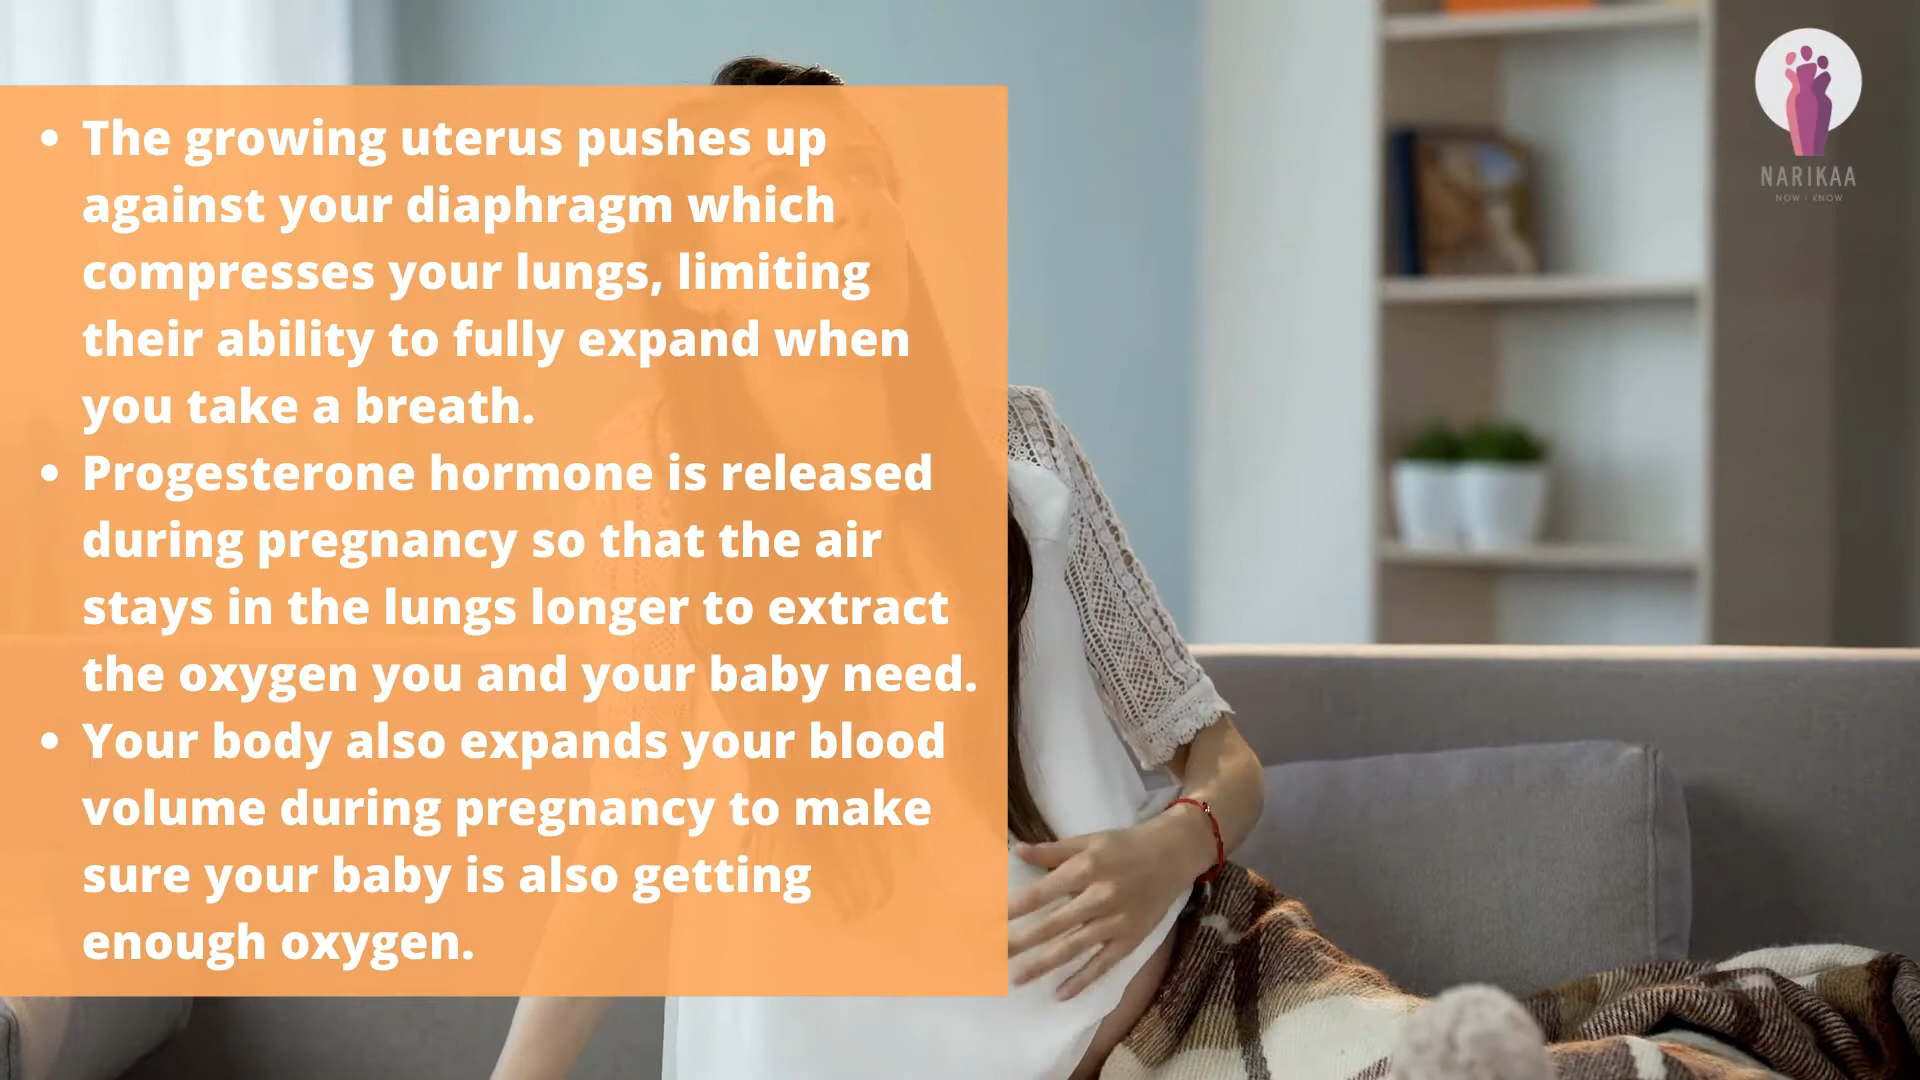 • The growing uterus pushes up
against your diaphragm which
compresses your lungs, limiting
their ability to fully expand when
you take a breath.
• Progesterone hormone is released
during pregnancy so that the air
stays in the lungs longer to extract
the oxygen you and your baby need.
• Your body also expands your blood
volume during pregnancy to make
sure your baby is also getting
enough oxygen.
NARIKAA
NOW I KNOW